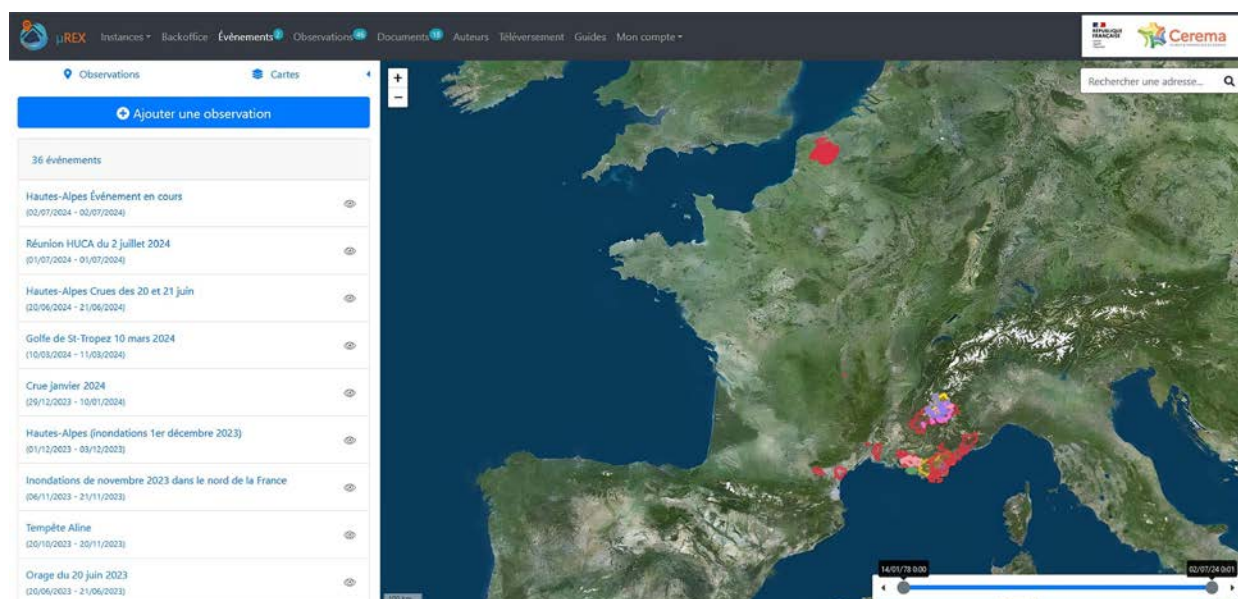 μREX Instances Backoffice Évènements 2 Observations 46 Documents 18 Auteurs Téléversement Guides Mon compte
RÉPUBLIQUE
FRANÇAISE
Cerema
Observations Cartes
Ajouter une observation
36 événements
Hautes-Alpes Événement en cours
(02/07/2024 - 02/07/2024)
Réunion HUCA du 2 juillet 2024
(01/07/2024 - 01/07/2024)
Hautes-Alpes Crues des 20 et 21 juin
(20/06/2024 - 21/06/2024)
Golfe de St-Tropez 10 mars 2024
(10/03/2024 - 11/03/2024)
Crue janvier 2024
(29/12/2023 - 10/01/2024)
Hautes-Alpes (inondations 1er décembre 2023)
(01/12/2023 - 03/12/2023)
Inondations de novembre 2023 dans le nord de la France
(06/11/2023 - 21/11/2023)
Tempête Aline
(20/10/2023 - 20/11/2023)
Orage du 20 juin 2023
(20/06/2023 - 21/06/2023)
+
−
Rechercher une adresse...
14/01/78 0:00
02/07/24 0:01